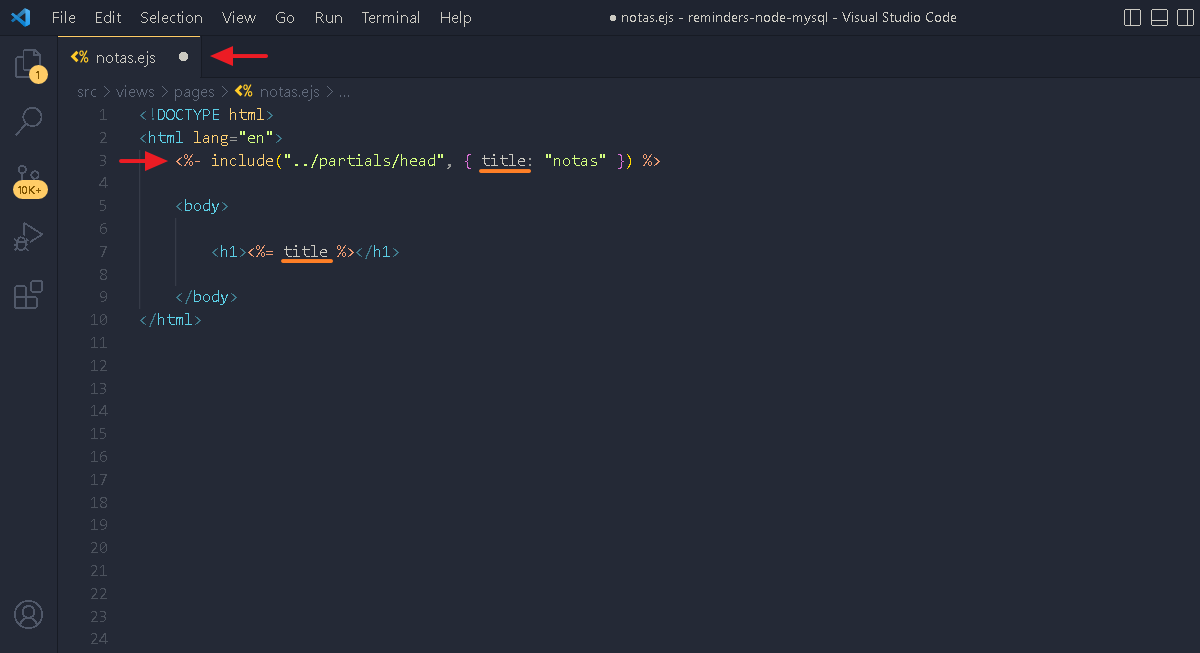 File Edit Selection View Go Run Terminal Help ● notas.ejs - reminders-node-mysql - Visual Studio Code
<% notas.ejs ●
1
src > views > pages > <% notas.ejs > ...
1 <!DOCTYPE html>
2 <html lang="en">
3 <%- include("../partials/head", { title: "notas" }) %>
4
10K+
5 <body>
6
7 <h1><%= title %></h1>
8
9 </body>
10 </html>
11
12
13
14
15
16
17
18
19
20
21
22
23
24